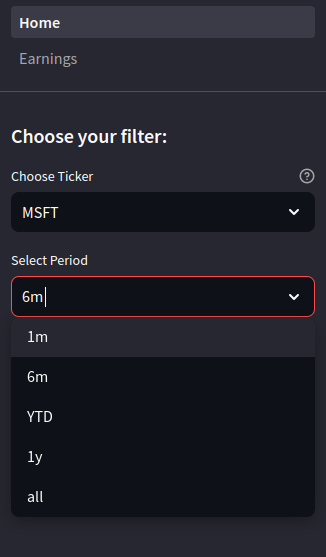 Home
Earnings
Choose your filter:
Choose Ticker
MSFT
Select Period
6m
1m
6m
YTD
1y
all